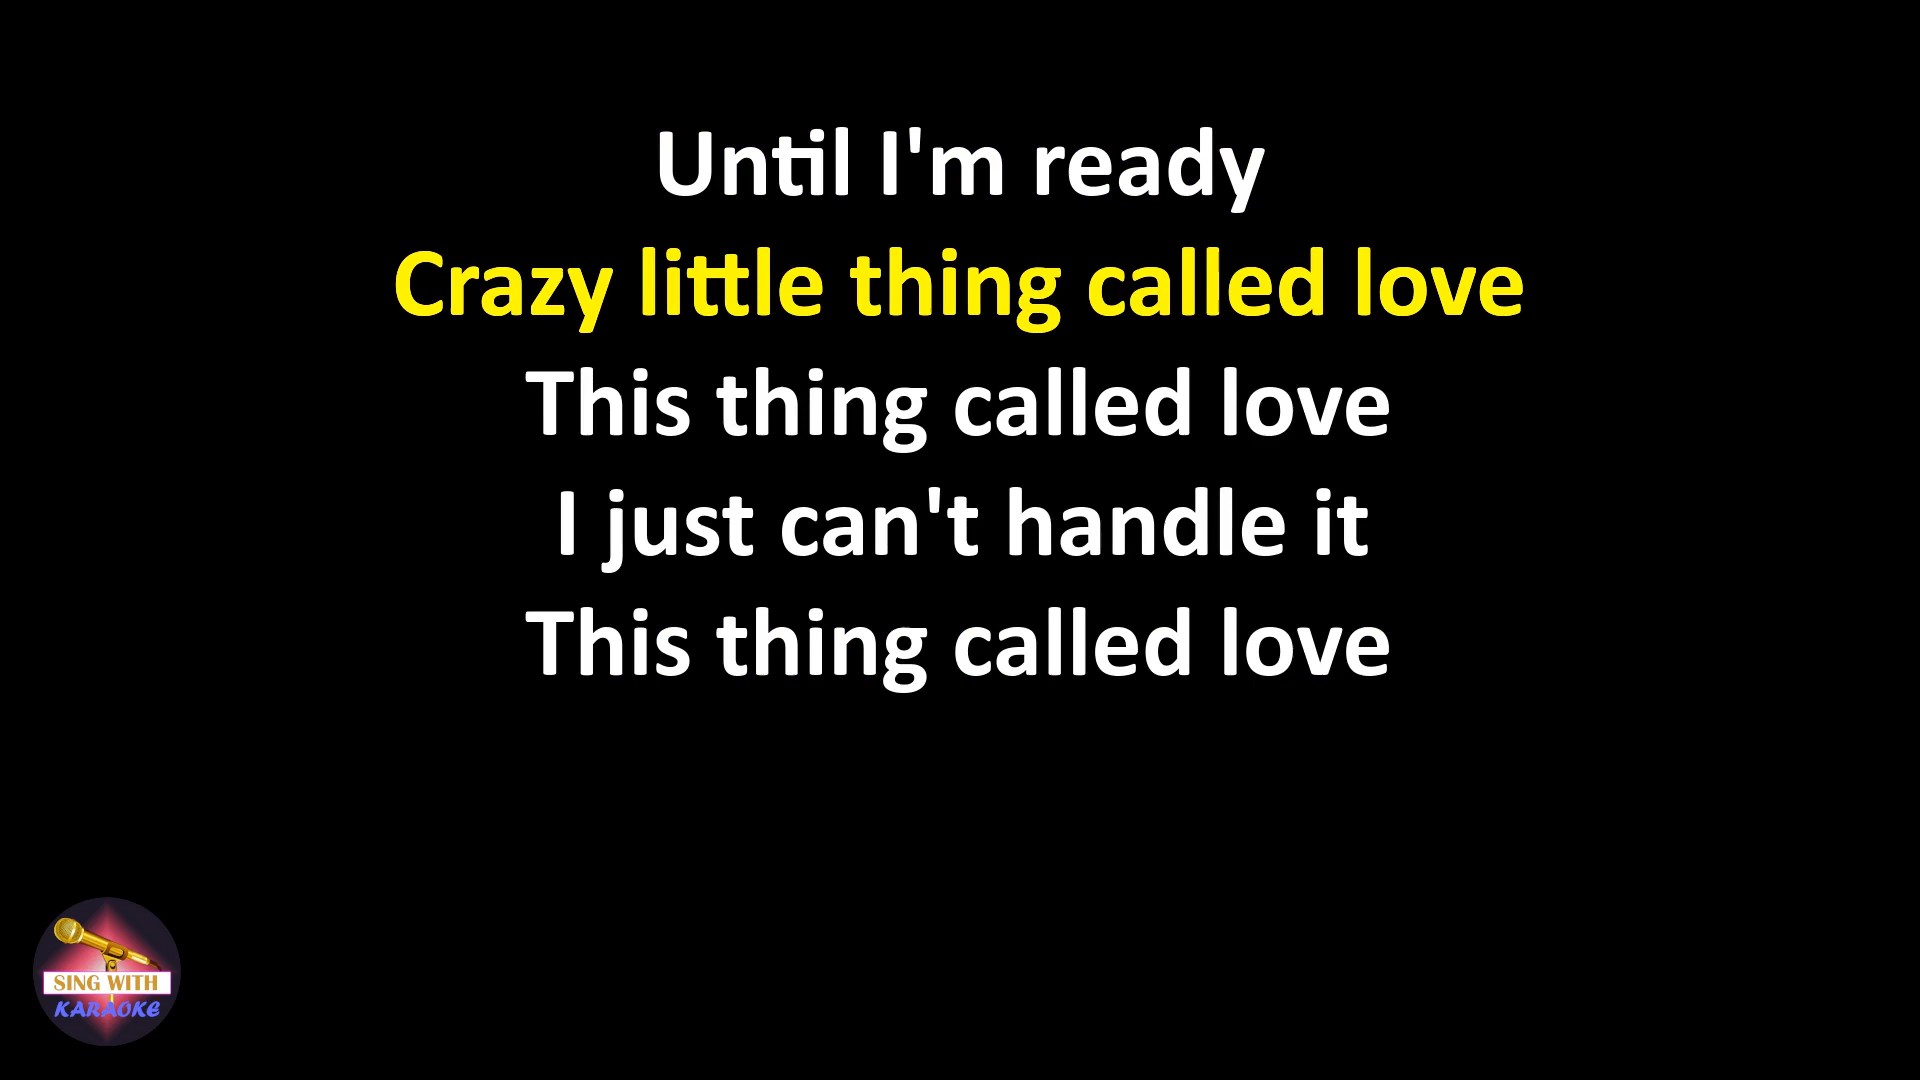 Until I'm ready
Crazy little thing called love
This thing called love
I just can't handle it
This thing called love
SING WITH
KARAOKE